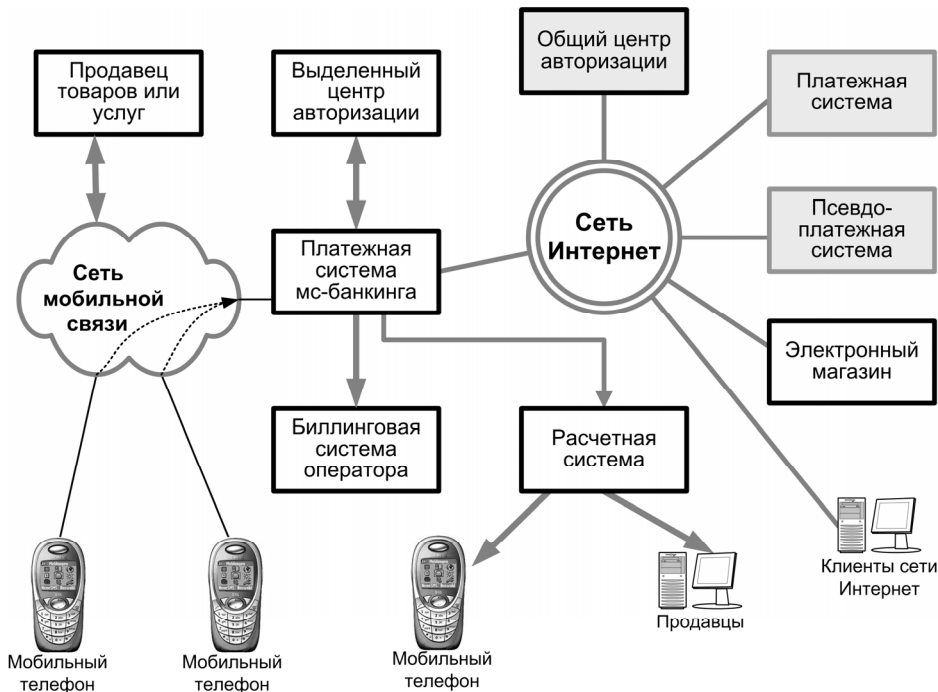 Продавец
товаров или
услуг
Выделенный
центр
авторизации
Общий центр
авторизации
Платежная
система
Сеть
мобильной
связи
Платежная
система
мс-банкинга
Сеть
Интернет
Псевдо-
платежная
система
Электронный
магазин
Биллинговая
система
оператора
Расчетная
система
Клиенты сети
Интернет
Продавцы
Мобильный
телефон
Мобильный
телефон
Мобильный
телефон